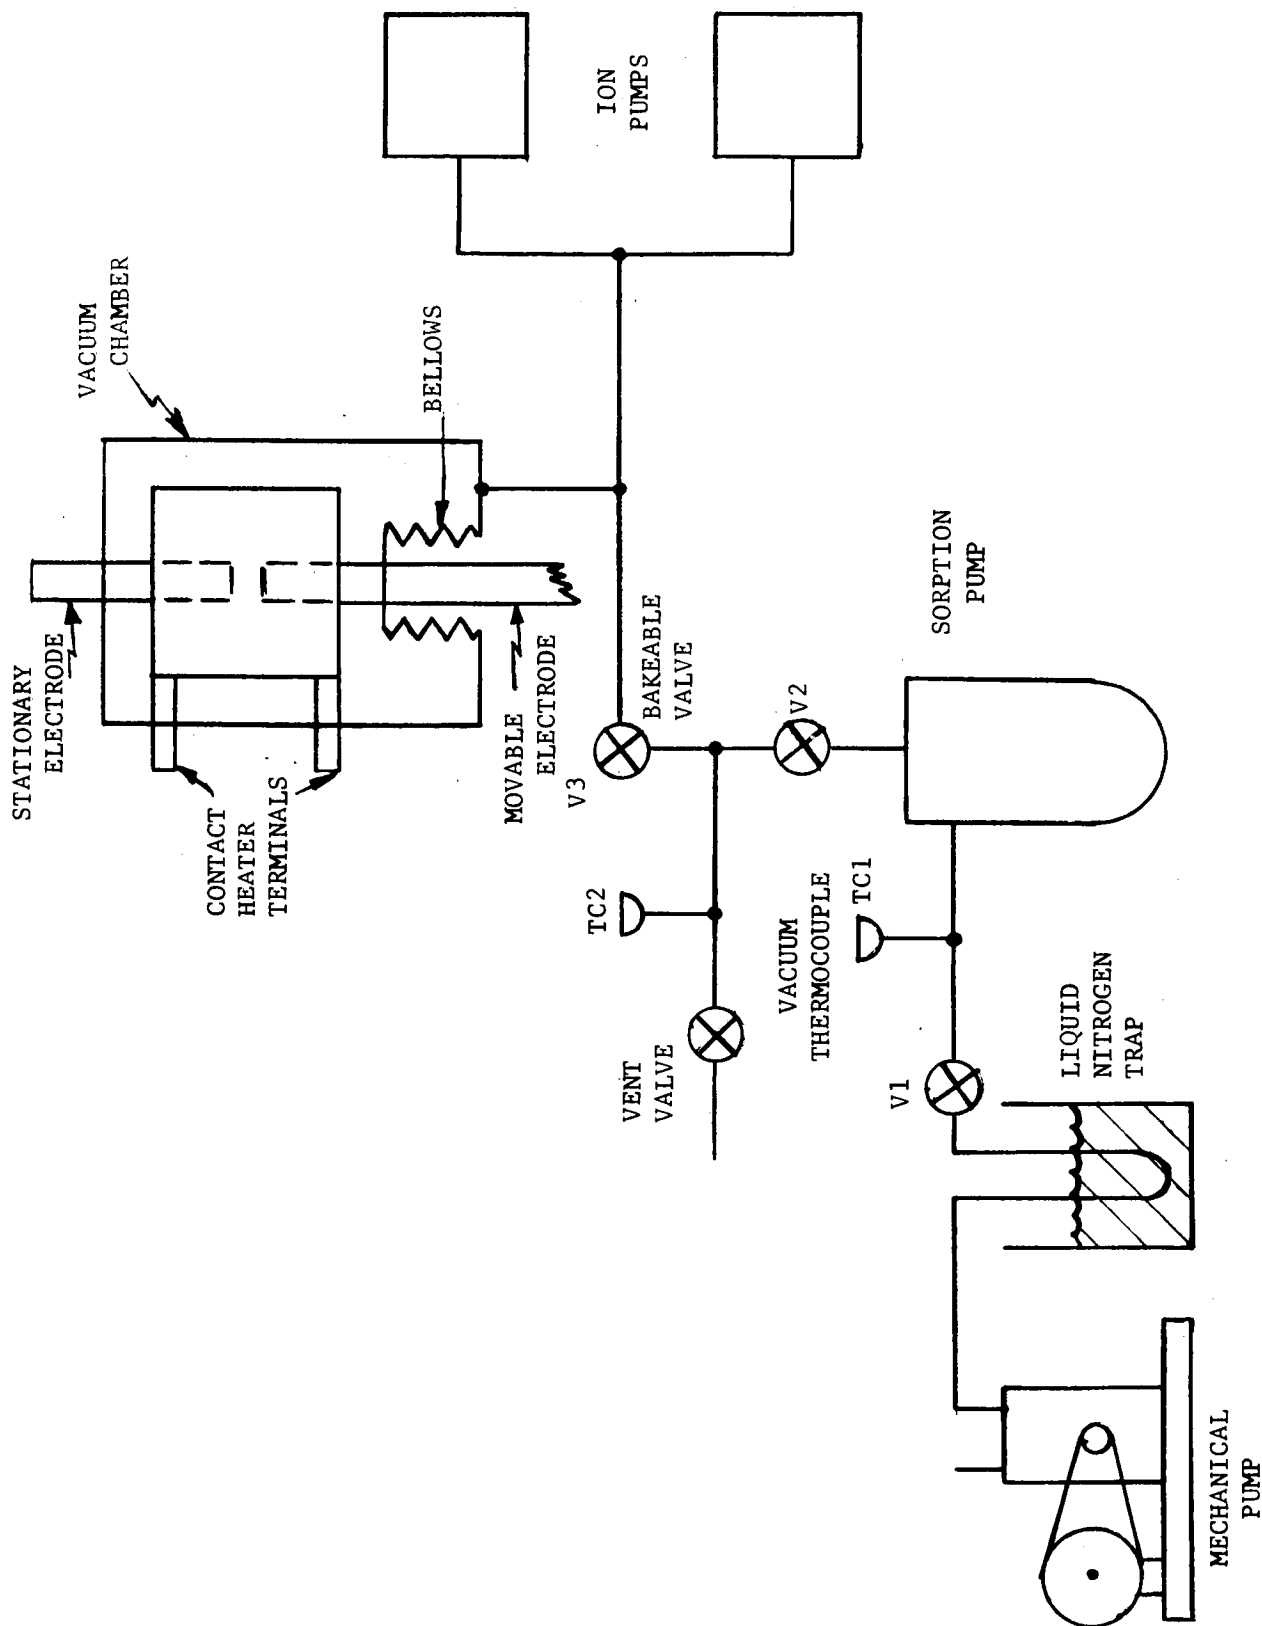 ION
PUMPS
VACUUM
CHAMBER
BELLOWS
STATIONARY
ELECTRODE
CONTACT
HEATER
TERMINALS
MOVABLE
ELECTRODE
V3
BAKEABLE
VALVE
V2
SORPTION
PUMP
TC2
VACUUM
THERMOCOUPLE
TC1
VENT
VALVE
V1
LIQUID
NITROGEN
TRAP
MECHANICAL
PUMP